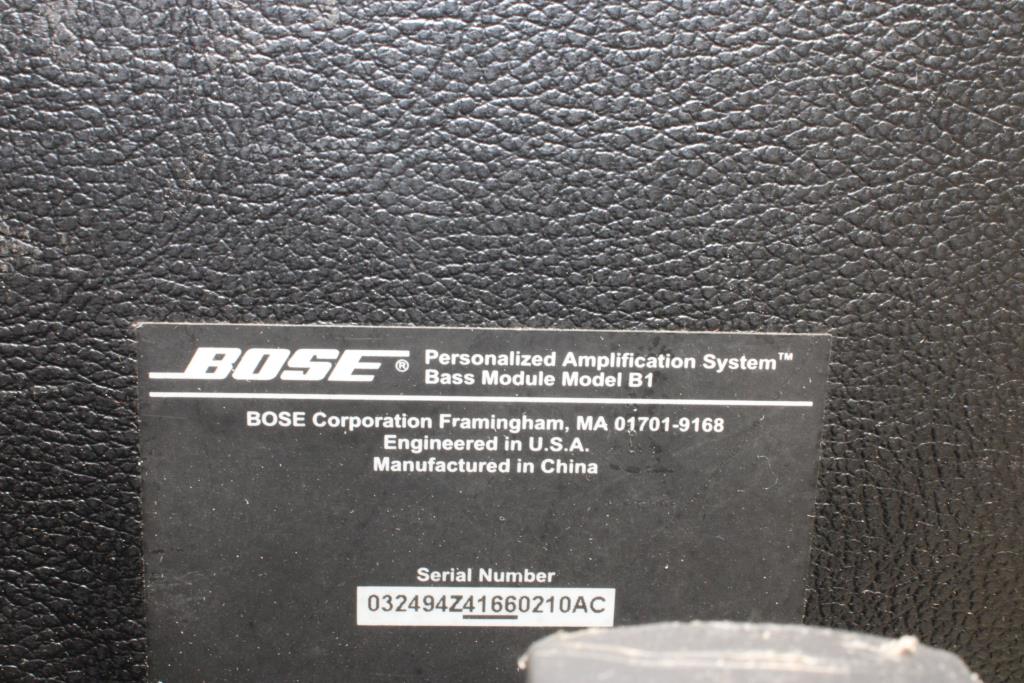 BOSE® Personalized Amplification System™
Bass Module Model B1
BOSE Corporation Framingham, MA 01701-9168
Engineered in U.S.A.
Manufactured in China
Serial Number
032494Z41660210AC